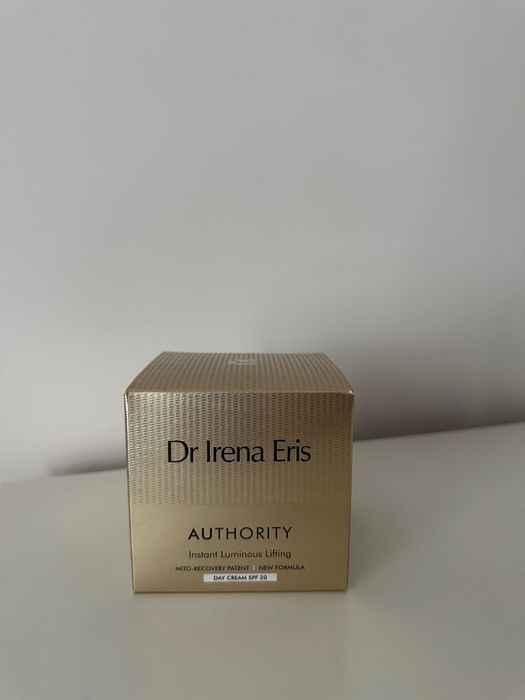 Dr Irena Eris
AUTHORITY
Instant Luminous Lifting
MITO-RECOVERY PATENT | NEW FORMULA
DAY CREAM SPF 20